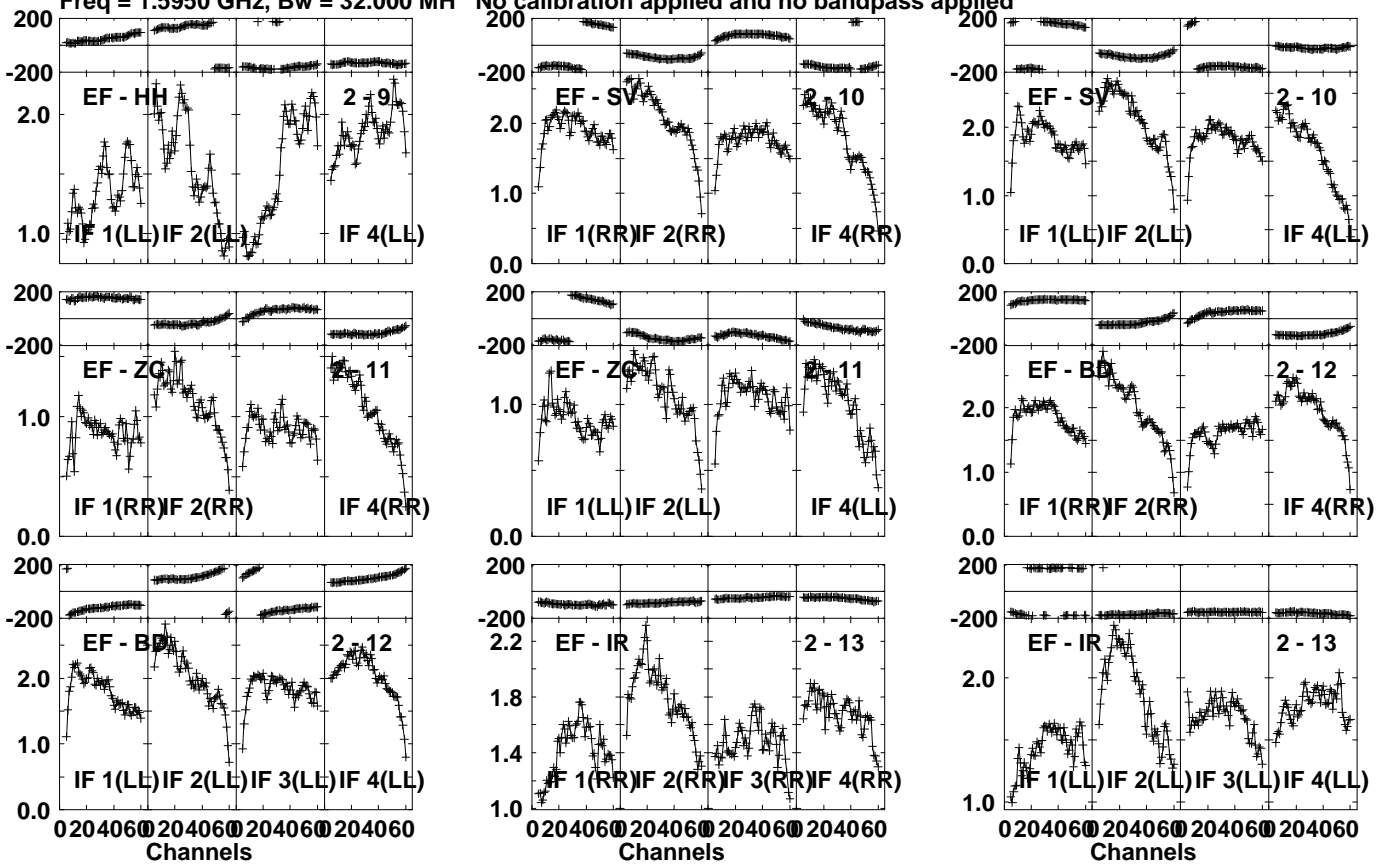 Freq = 1.5950 GHz, Bw = 32.000 MH No calibration applied and no bandpass applied
200
-200
EF - HH 2 - 9
2.0
1.0
IF 1(LL) IF 2(LL) IF 4(LL)
200
-200
EF - SV 2 - 10
2.0
1.0
IF 1(RR) IF 2(RR) IF 4(RR)
0.0
200
-200
EF - SV 2 - 10
2.0
1.0
IF 1(LL) IF 2(LL) IF 4(LL)
0.0
200
-200
EF - ZC 2 - 11
1.0
IF 1(RR) IF 2(RR) IF 4(RR)
0.0
200
-200
EF - ZC 2 - 11
1.0
IF 1(LL) IF 2(LL) IF 4(LL)
0.0
200
-200
EF - BD 2 - 12
2.0
1.0
IF 1(RR) IF 2(RR) IF 4(RR)
0.0
200
-200
EF - BD 2 - 12
2.0
1.0
IF 1(LL) IF 2(LL) IF 3(LL) IF 4(LL)
0.0
0 20 40 60 0 20 40 60 0 20 40 60 0 20 40 60
Channels
200
-200
EF - IR 2 - 13
2.2
1.8
1.4
IF 1(RR) IF 2(RR) IF 3(RR) IF 4(RR)
1.0
0 20 40 60 0 20 40 60 0 20 40 60 0 20 40 60
Channels
200
-200
EF - IR 2 - 13
2.0
IF 1(LL) IF 2(LL) IF 3(LL) IF 4(LL)
1.0
0 20 40 60 0 20 40 60 0 20 40 60 0 20 40 60
Channels